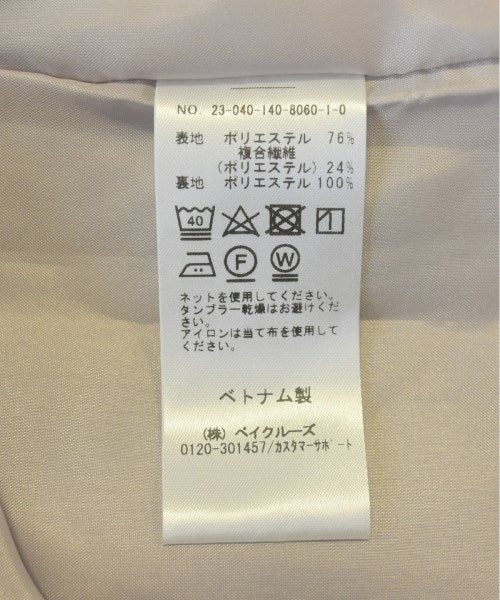 NO. 23-040-140-8060-1-0
表地 ポリエステル 76%
複合繊維
(ポリエステル) 24%
裏地 ポリエステル 100%
40
F W
ネットを使用してください。
タンブラー乾燥はお避けくだ
さい。
アイロンは当て布を使用して
ください。
ベトナム製
(株) ベイクルーズ
0120-301457/カスタマーサポート